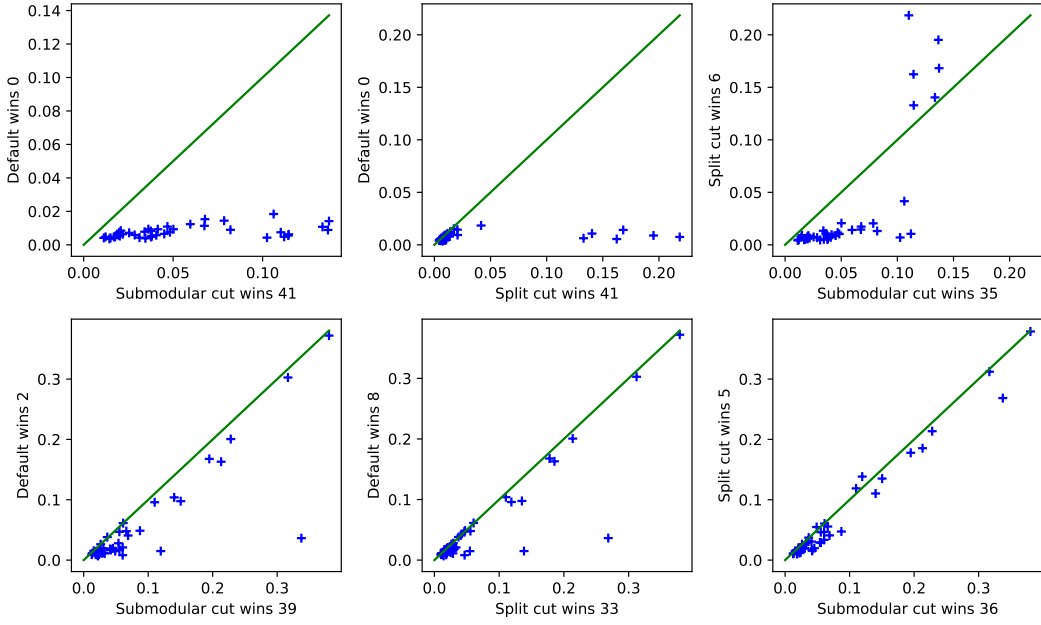 0.14
0.12
0.10
0.08
0.06
0.04
0.02
0.00
Default wins 0
0.00 0.05 0.10
Submodular cut wins 41
0.20
0.15
0.10
0.05
0.00
Default wins 0
0.00 0.05 0.10 0.15 0.20
Split cut wins 41
0.20
0.15
0.10
0.05
0.00
Split cut wins 6
0.00 0.05 0.10 0.15 0.20
Submodular cut wins 35
0.3
0.2
0.1
0.0
Default wins 2
0.0 0.1 0.2 0.3
Submodular cut wins 39
0.3
0.2
0.1
0.0
Default wins 8
0.0 0.1 0.2 0.3
Split cut wins 33
0.3
0.2
0.1
0.0
Split cut wins 5
0.0 0.1 0.2 0.3
Submodular cut wins 36